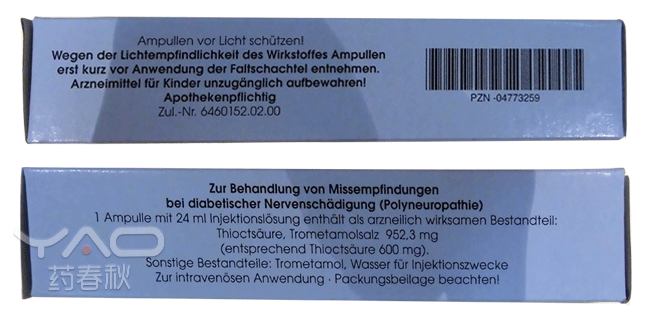 Ampullen vor Licht schützen!
Wegen der Lichtempfindlichkeit des Wirkstoffes Ampullen
erst kurz vor Anwendung der Faltschachtel entnehmen.
Arzneimittel für Kinder unzugänglich aufbewahren!
Apothekenpflichtig
Zul.-Nr. 6460152.02.00
PZN -04773259
Zur Behandlung von Missempfindungen
bei diabetischer Nervenschädigung (Polyneuropathie)
1 Ampulle mit 24 ml Injektionslösung enthält als arzneilich wirksamen Bestandteil:
Thioctsäure, Trometamolsalz 952,3 mg
(entsprechend Thioctsäure 600 mg).
Sonstige Bestandteile: Trometamol, Wasser für Injektionszwecke
Zur intravenösen Anwendung · Packungsbeilage beachten!
YAO
药春秋